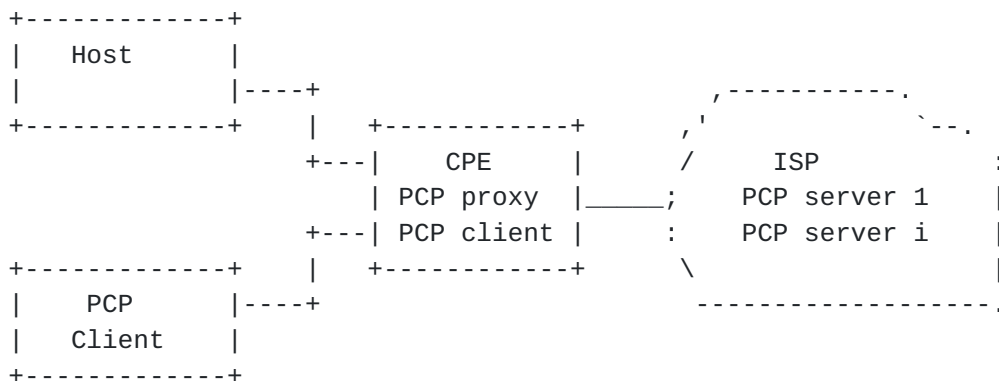 Host
CPE
ISP
PCP proxy
PCP server 1
PCP client
PCP server i
PCP
Client